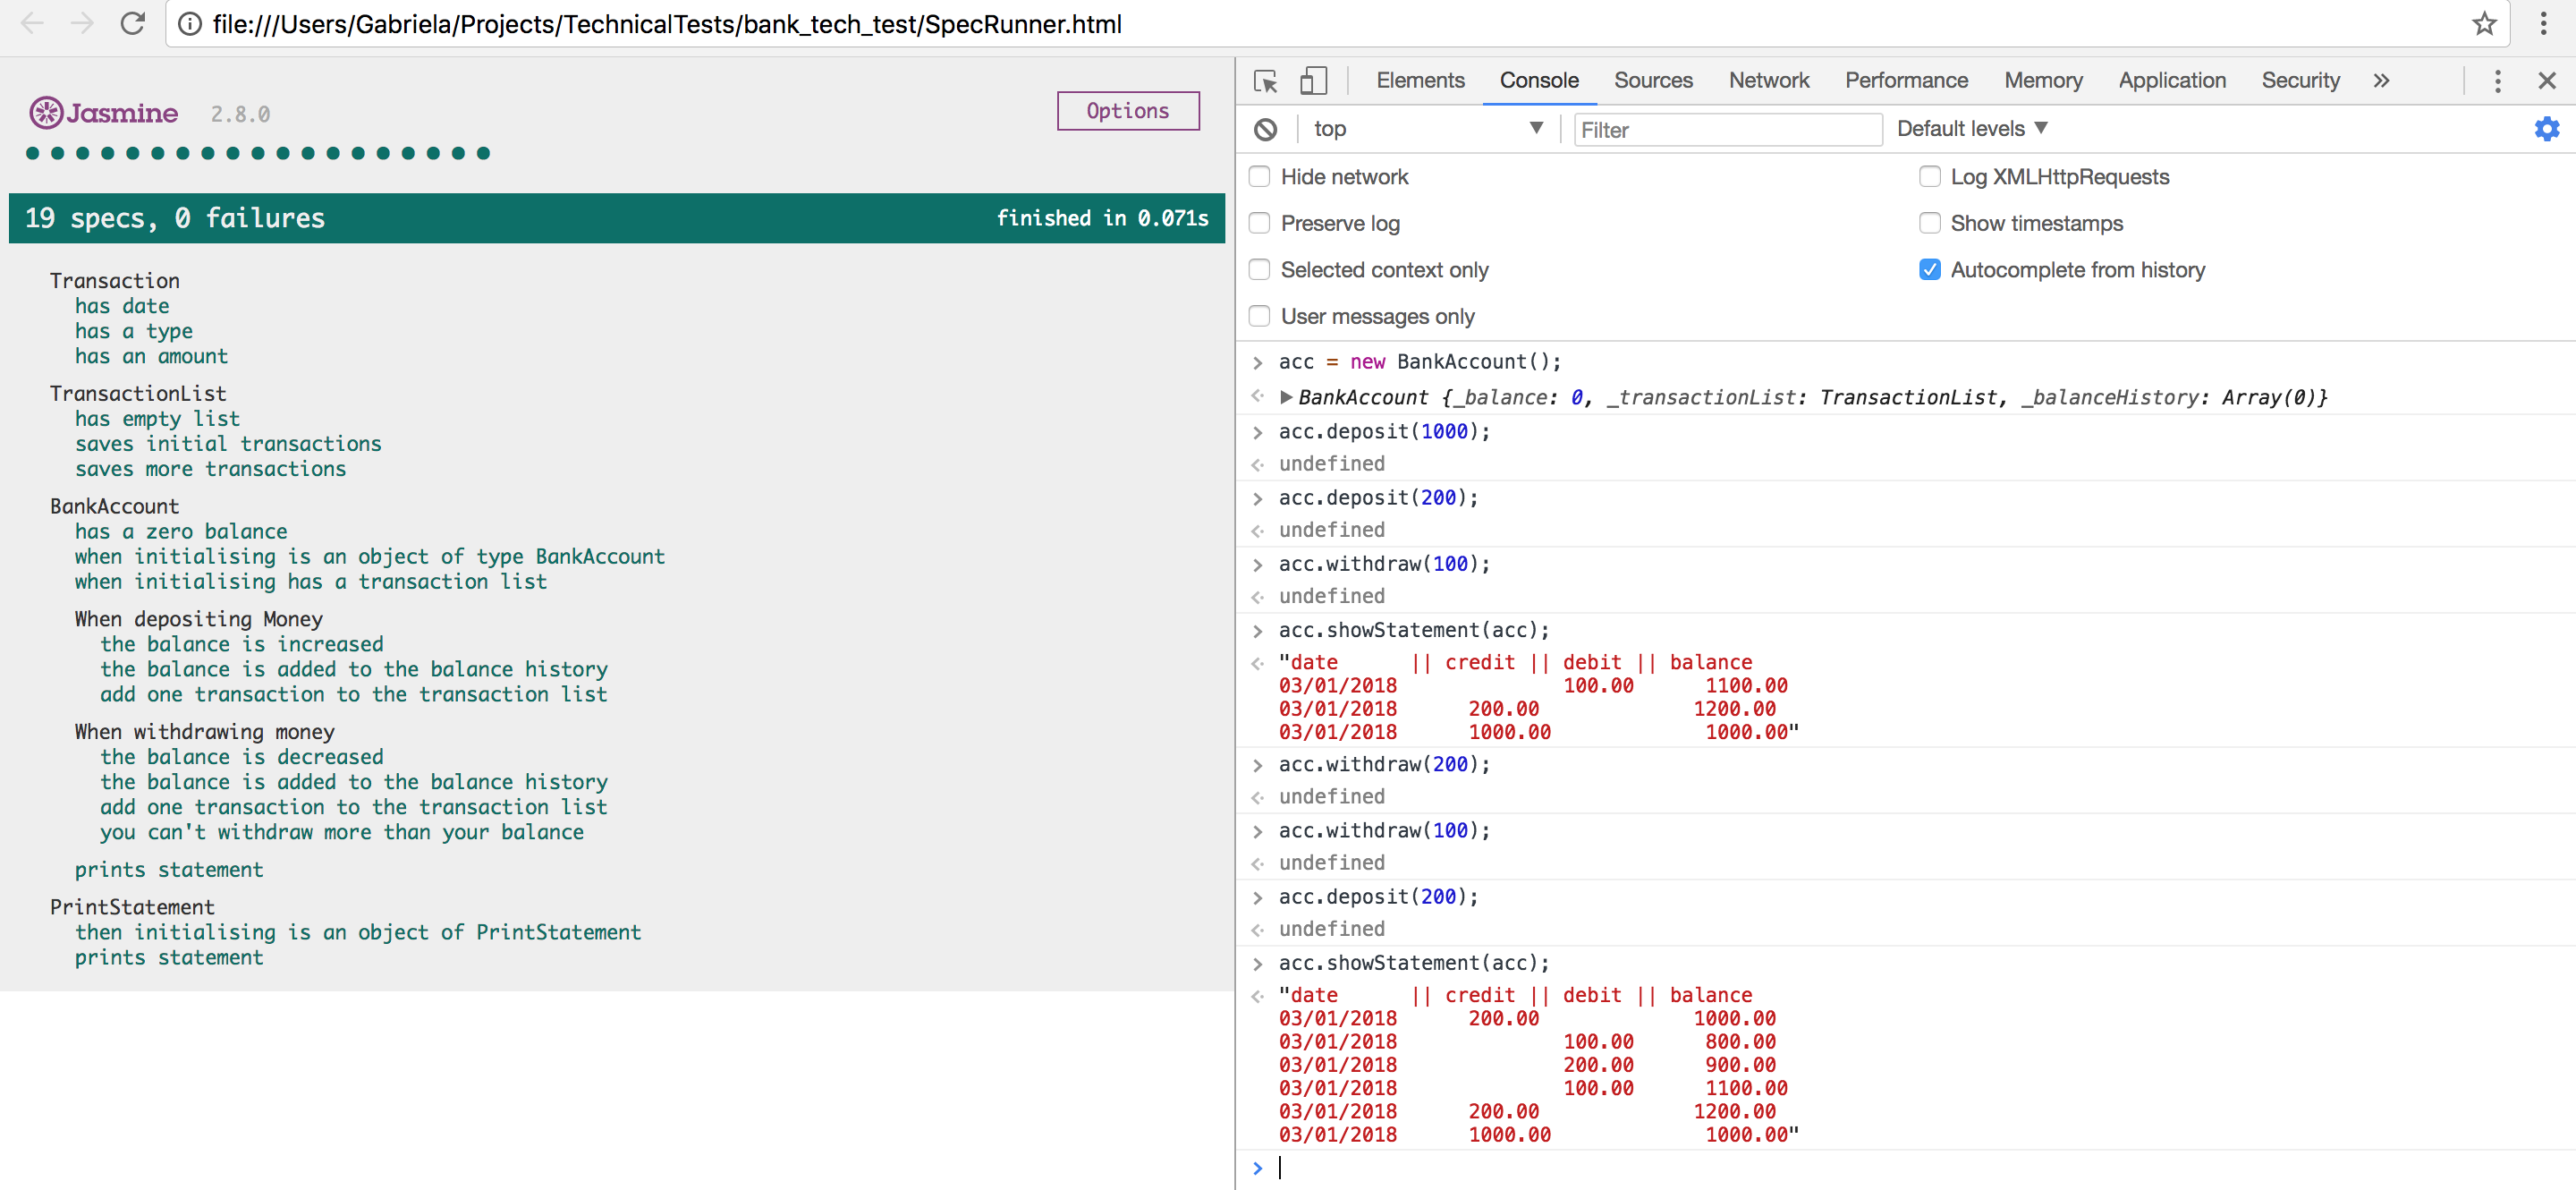 file:///Users/Gabriela/Projects/TechnicalTests/bank_tech_test/SpecRunner.html
Jasmine 2.8.0
Options
19 specs, 0 failures finished in 0.071s
Transaction
has date
has a type
has an amount
TransactionList
has empty list
saves initial transactions
saves more transactions
BankAccount
has a zero balance
when initialising is an object of type BankAccount
when initialising has a transaction list
When depositing Money
the balance is increased
the balance is added to the balance history
add one transaction to the transaction list
When withdrawing money
the balance is decreased
the balance is added to the balance history
add one transaction to the transaction list
you can't withdraw more than your balance
prints statement
PrintStatement
then initialising is an object of PrintStatement
prints statement
Elements Console Sources Network Performance Memory Application Security »
top Filter Default levels
Hide network Log XMLHttpRequests
Preserve log Show timestamps
Selected context only Autocomplete from history
User messages only
> acc = new BankAccount();
BankAccount {_balance: 0, _transactionList: TransactionList, _balanceHistory: Array(0)}
> acc.deposit(1000);
undefined
> acc.deposit(200);
undefined
> acc.withdraw(100);
undefined
> acc.showStatement(acc);
"date || credit || debit || balance
03/01/2018 100.00 1100.00
03/01/2018 200.00 1200.00
03/01/2018 1000.00 1000.00"
> acc.withdraw(200);
undefined
> acc.withdraw(100);
undefined
> acc.deposit(200);
undefined
> acc.showStatement(acc);
"date || credit || debit || balance
03/01/2018 200.00 1000.00
03/01/2018 100.00 800.00
03/01/2018 200.00 900.00
03/01/2018 100.00 1100.00
03/01/2018 200.00 1200.00
03/01/2018 1000.00 1000.00"
>